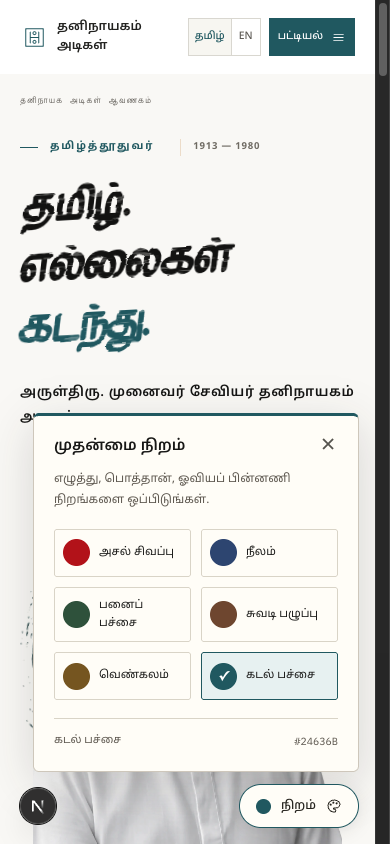 தனிநாயகம்
அடிகள்
தமிழ் EN பட்டியல்
தனிநாயக அடிகள் ஆவணகம்
தமிழ்த்தூதுவர் 1913 — 1980
தமிழ்.
எல்லைகள்
கடந்து.
அருள்திரு. முனைவர் சேவியர் தனிநாயகம்
முதன்மை நிறம்
எழுத்து, பொத்தான், ஓவியப் பின்னணி
நிறங்களை ஒப்பிடுங்கள்.
அசல் சிவப்பு
நீலம்
பனைப்
பச்சை
சுவடி பழுப்பு
வெண்கலம்
கடல் பச்சை
கடல் பச்சை #24636B
N
நிறம்